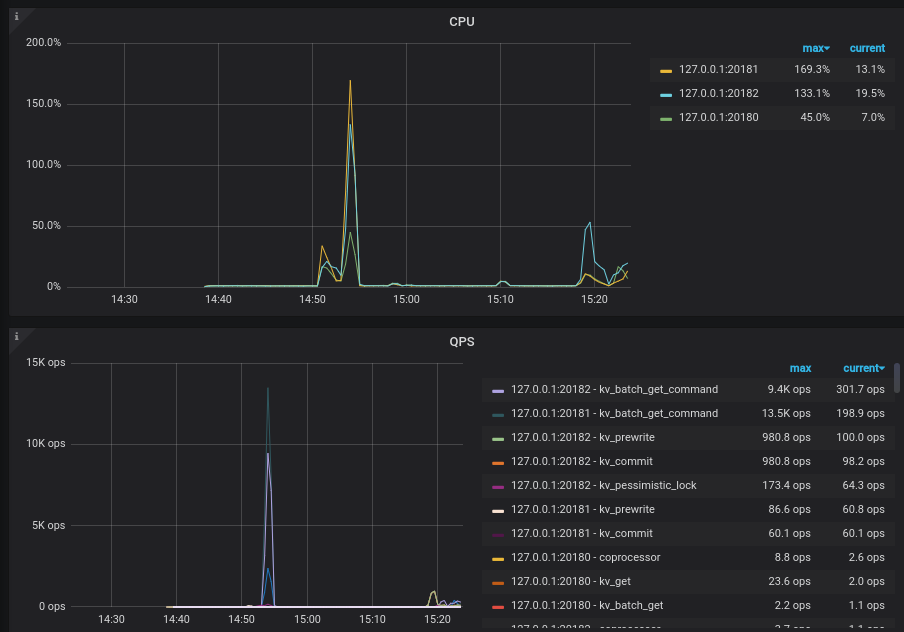 i
CPU
200.0%
150.0%
100.0%
50.0%
0%
14:30 14:40 14:50 15:00 15:10 15:20
max current
127.0.0.1:20181 169.3% 13.1%
127.0.0.1:20182 133.1% 19.5%
127.0.0.1:20180 45.0% 7.0%
i
QPS
15K ops
10K ops
5K ops
0 ops
14:30 14:40 14:50 15:00 15:10 15:20
max current
127.0.0.1:20182 - kv_batch_get_command 9.4K ops 301.7 ops
127.0.0.1:20181 - kv_batch_get_command 13.5K ops 198.9 ops
127.0.0.1:20182 - kv_prewrite 980.8 ops 100.0 ops
127.0.0.1:20182 - kv_commit 980.8 ops 98.2 ops
127.0.0.1:20182 - kv_pessimistic_lock 173.4 ops 64.3 ops
127.0.0.1:20181 - kv_prewrite 86.6 ops 60.8 ops
127.0.0.1:20181 - kv_commit 60.1 ops 60.1 ops
127.0.0.1:20180 - coprocessor 8.8 ops 2.6 ops
127.0.0.1:20180 - kv_get 23.6 ops 2.0 ops
127.0.0.1:20180 - kv_batch_get 2.2 ops 1.1 ops